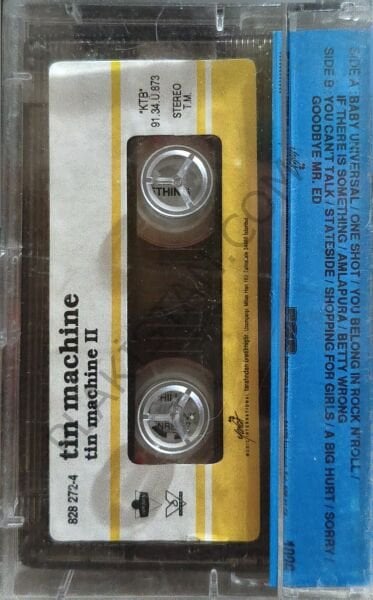 828 272-4
tin machine
tin machine II
"KTB"
91.34.Ü.873
STEREO
T.M.
MUSIC INTERNATIONAL
SIDE A : BABY UNIVERSAL / ONE SHOT / YOU BELONG IN ROCK N'ROLL /
IF THERE IS SOMETHING / AMLAPURA / BETTY WRONG
SIDE B : YOU CAN'T TALK / STATESIDE / SHOPPING FOR GIRLS / A BIG HURT / SORRY /
GOODBYE MR. ED